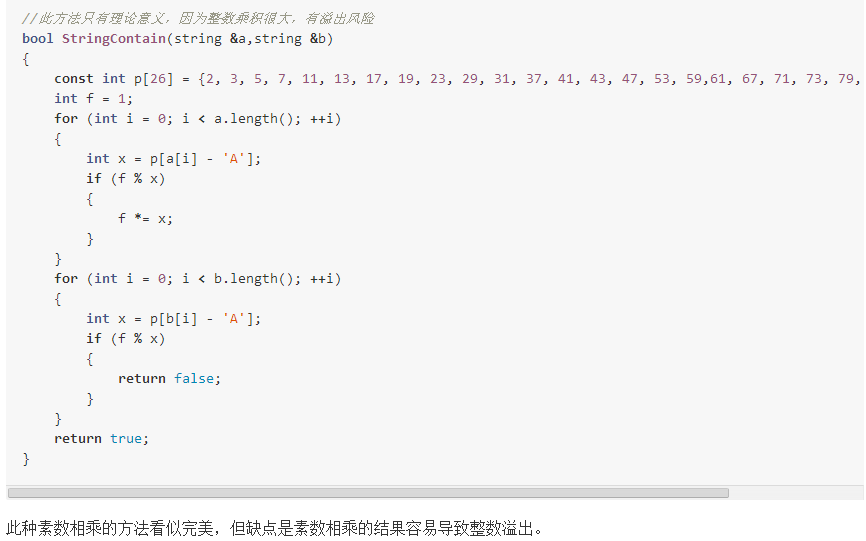 //此方法只有理论意义，因为整数乘积很大，有溢出风险
bool StringContain(string &a,string &b)
{
    const int p[26] = {2, 3, 5, 7, 11, 13, 17, 19, 23, 29, 31, 37, 41, 43, 47, 53, 59,61, 67, 71, 73, 79,
    int f = 1;
    for (int i = 0; i < a.length(); ++i)
    {
        int x = p[a[i] - 'A'];
        if (f % x)
        {
            f *= x;
        }
    }
    for (int i = 0; i < b.length(); ++i)
    {
        int x = p[b[i] - 'A'];
        if (f % x)
        {
            return false;
        }
    }
    return true;
}
此种素数相乘的方法看似完美，但缺点是素数相乘的结果容易导致整数溢出。